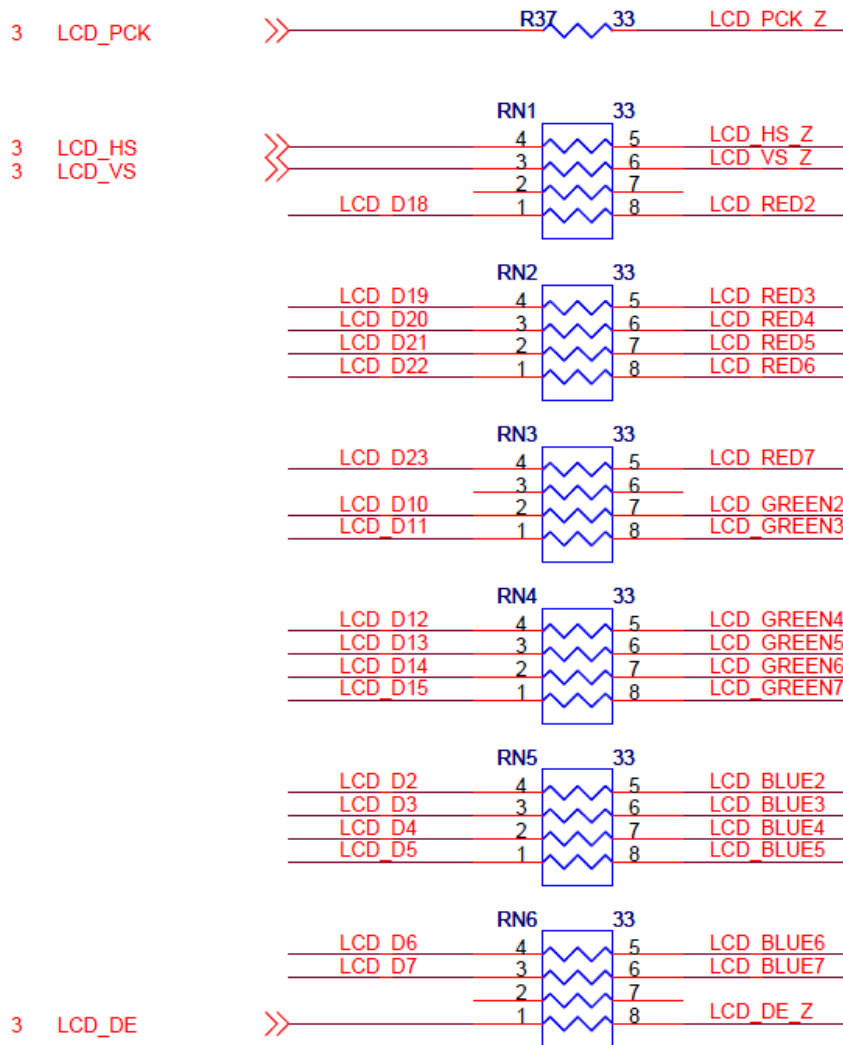 3 LCD_PCK R37 33 LCD_PCK_Z
RN1 33
3 LCD_HS 4 5 LCD_HS_Z
3 LCD_VS 3 6 LCD_VS_Z
2 7
LCD_D18 1 8 LCD_RED2
RN2 33
LCD_D19 4 5 LCD_RED3
LCD_D20 3 6 LCD_RED4
LCD_D21 2 7 LCD_RED5
LCD_D22 1 8 LCD_RED6
RN3 33
LCD_D23 4 5 LCD_RED7
3 6
LCD_D10 2 7 LCD_GREEN2
LCD_D11 1 8 LCD_GREEN3
RN4 33
LCD_D12 4 5 LCD_GREEN4
LCD_D13 3 6 LCD_GREEN5
LCD_D14 2 7 LCD_GREEN6
LCD_D15 1 8 LCD_GREEN7
RN5 33
LCD_D2 4 5 LCD_BLUE2
LCD_D3 3 6 LCD_BLUE3
LCD_D4 2 7 LCD_BLUE4
LCD_D5 1 8 LCD_BLUE5
RN6 33
LCD_D6 4 5 LCD_BLUE6
LCD_D7 3 6 LCD_BLUE7
2 7
3 LCD_DE 1 8 LCD_DE_Z